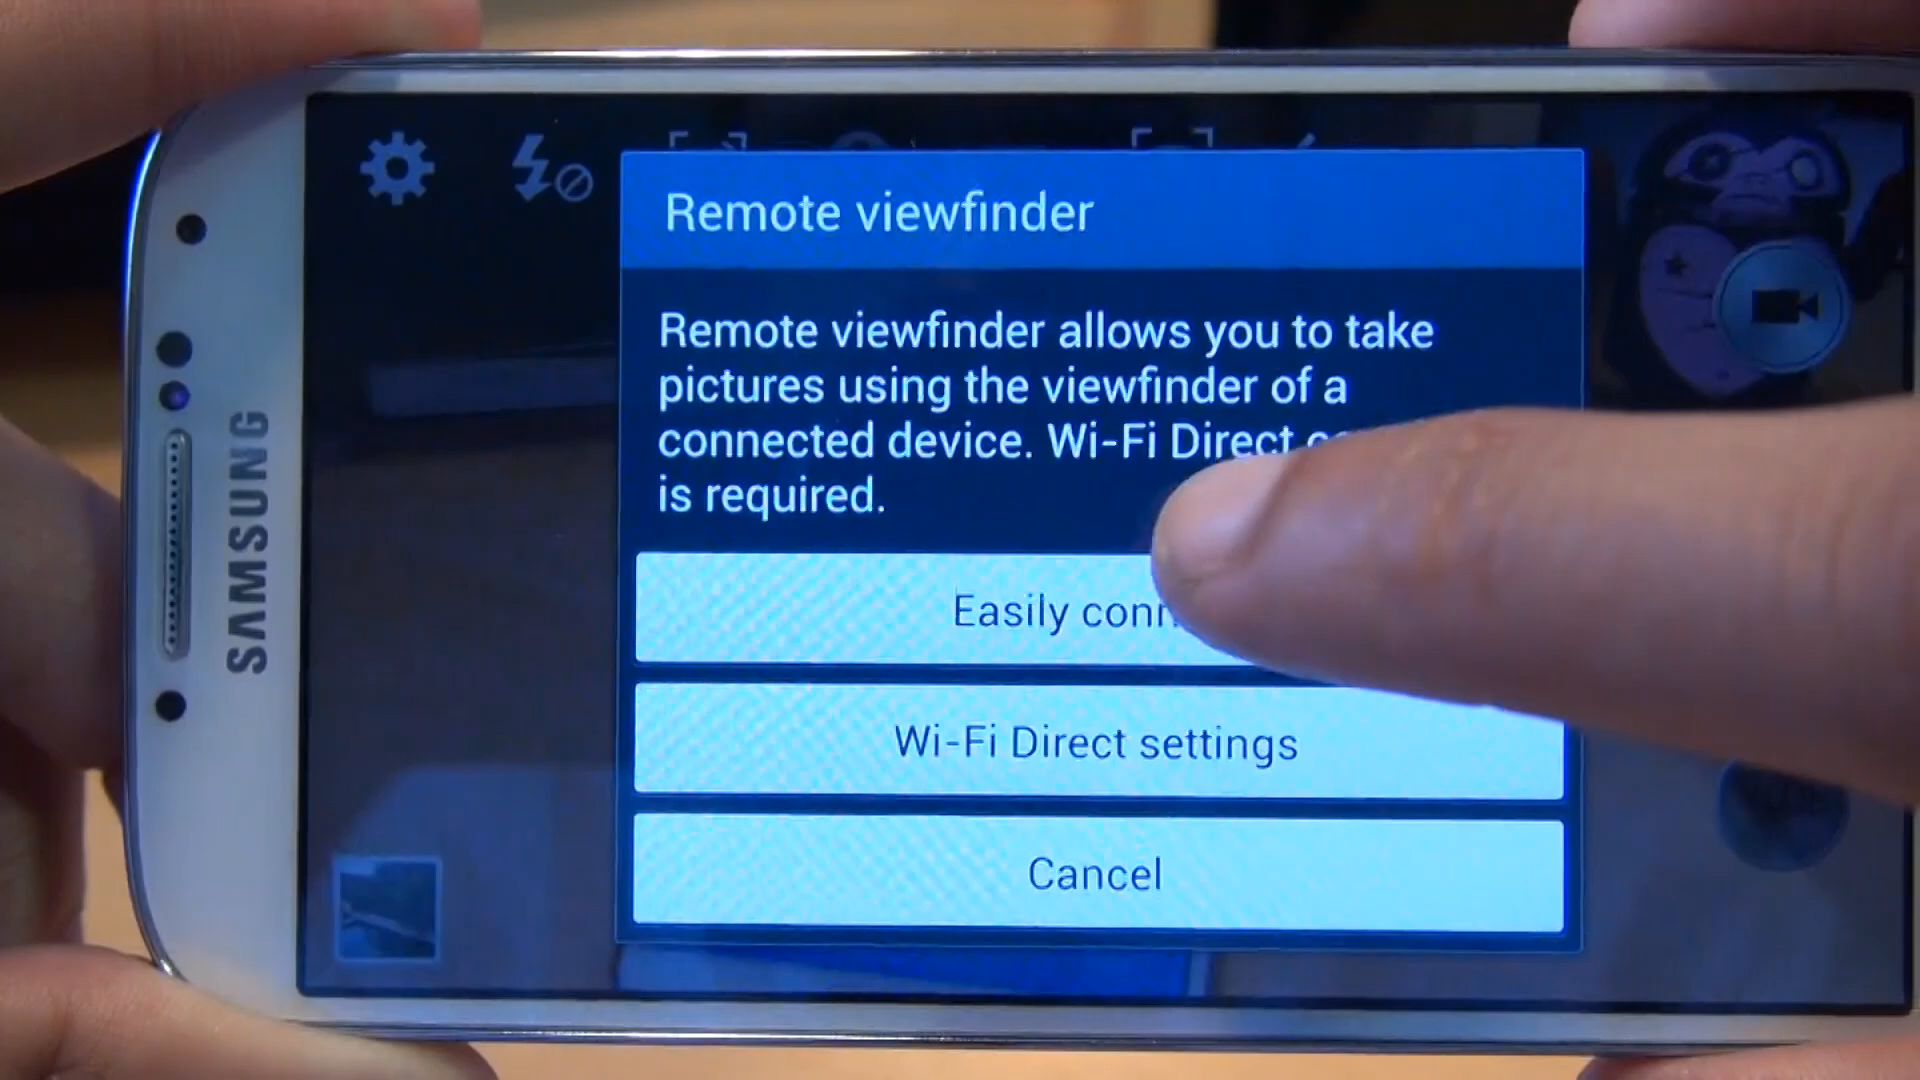 SAMSUNG
Remote viewfinder
Remote viewfinder allows you to take
pictures using the viewfinder of a
connected device. Wi-Fi Direct
is required.
Easily
Wi-Fi Direct settings
Cancel